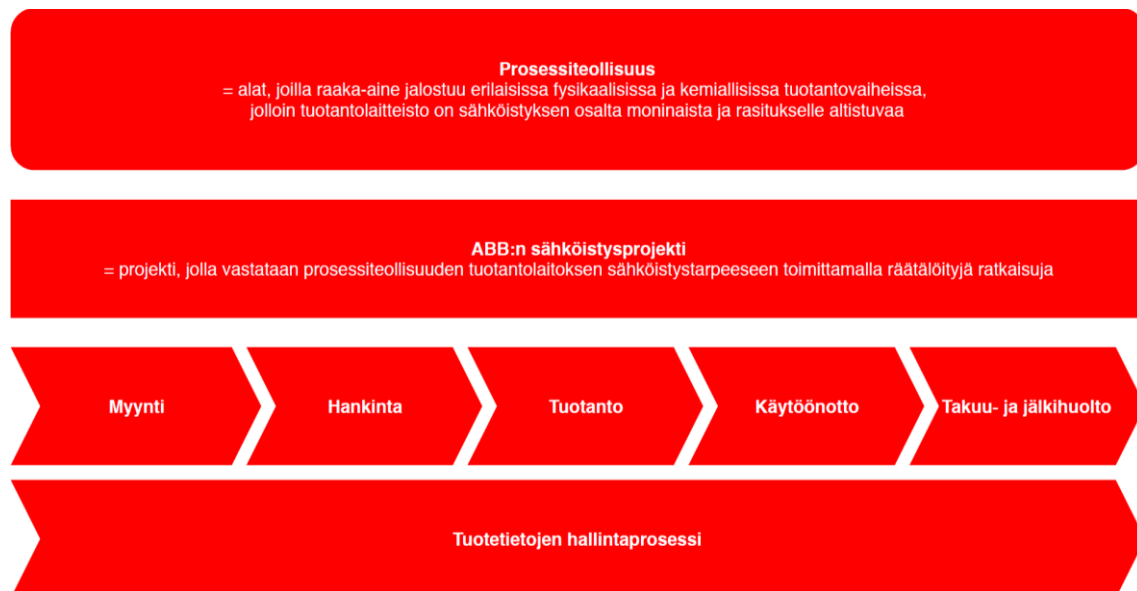 Prosessiteollisuus
= alat, joilla raaka-aine jalostuu erilaisissa fysikaalisissa ja kemiallisissa tuotantovaiheissa,
jolloin tuotantolaitteisto on sähköistyksen osalta moninaista ja rasitukselle altistuvaa
ABB:n sähköistysprojekti
= projekti, jolla vastataan prosessiteollisuuden tuotantolaitoksen sähköistystarpeeseen toimittamalla räätälöityjä ratkaisuja
Myynti
Hankinta
Tuotanto
Käytöönotto
Takuu- ja jälkihuolto
Tuotetietojen hallintaprosessi